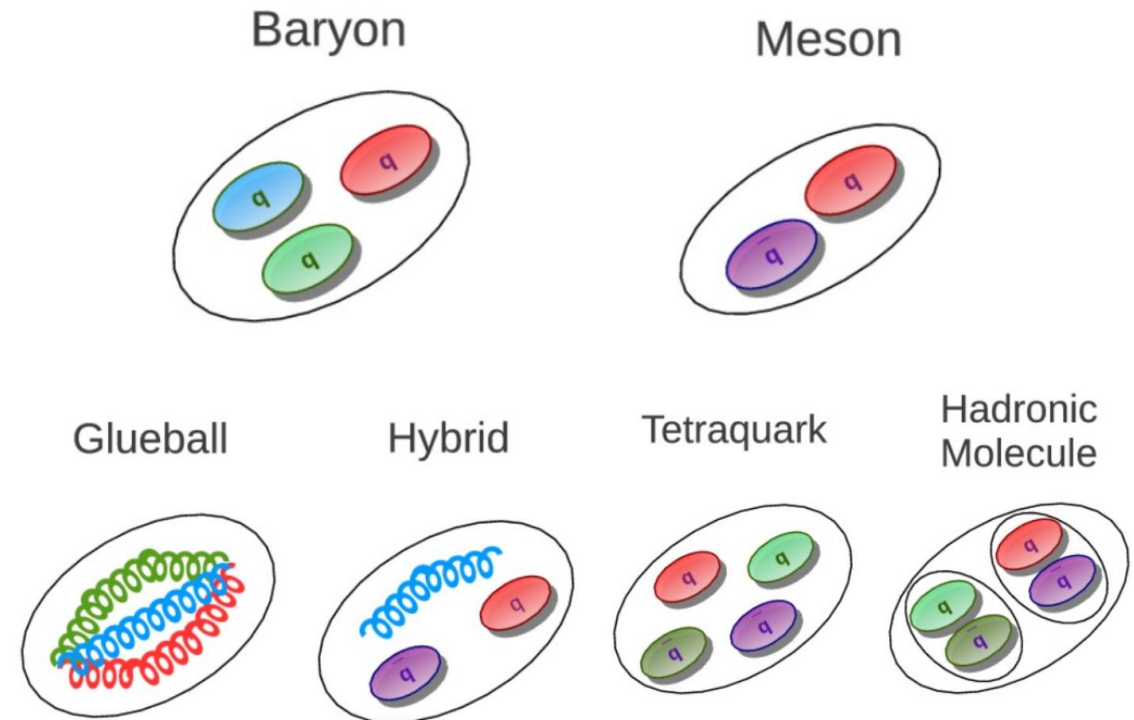 Baryon
Meson
q
q
q
q
q̄
Glueball
Hybrid
Tetraquark
Hadronic
Molecule
q
q̄
q
q
q̄
q̄
q
q̄
q
q̄